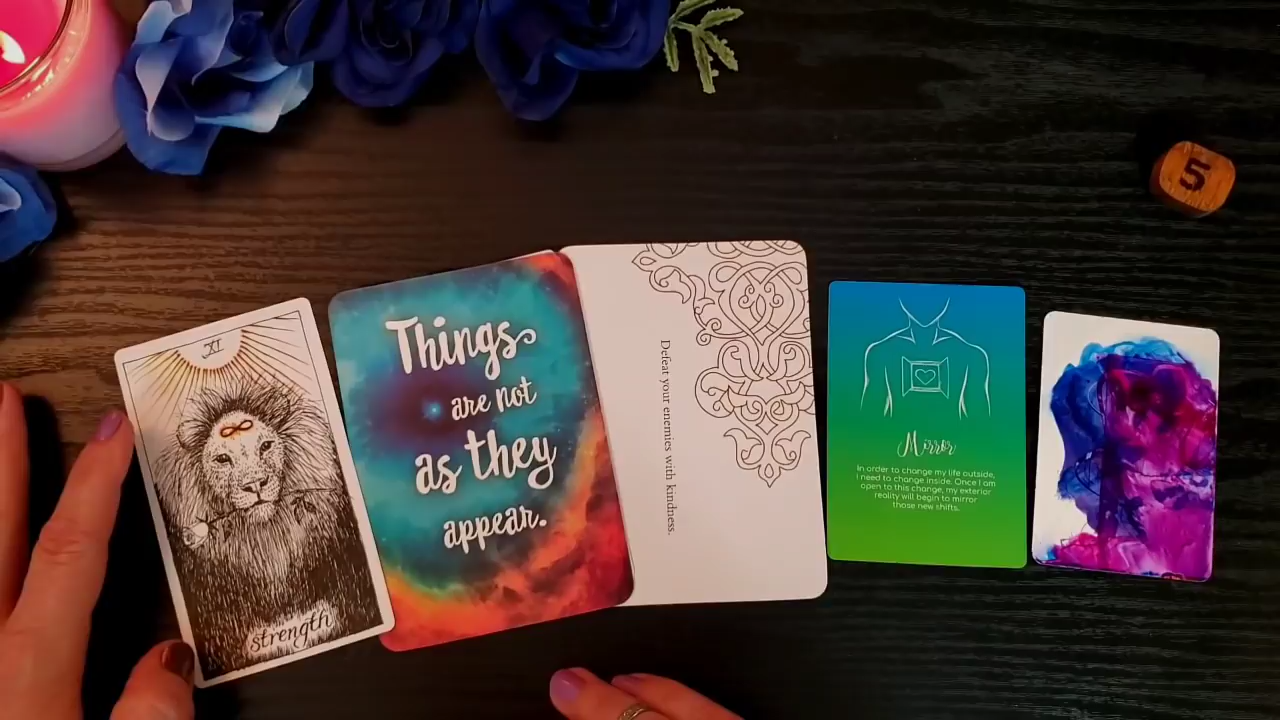 XI
strength
Things
are not
as they
appear.
Defeat your enemies with kindness.
Mirror
In order to change my life outside,
I need to change inside. Once I am
open to this change, my exterior
reality will begin to mirror
those new shifts.
5